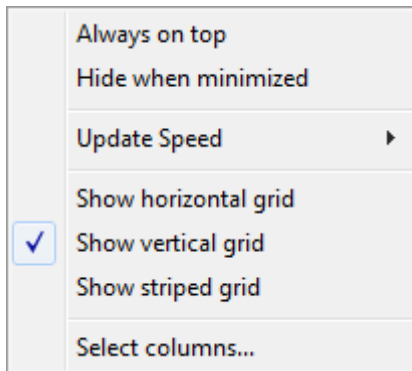 Always on top
Hide when minimized
Update Speed
Show horizontal grid
Show vertical grid
Show striped grid
Select columns...